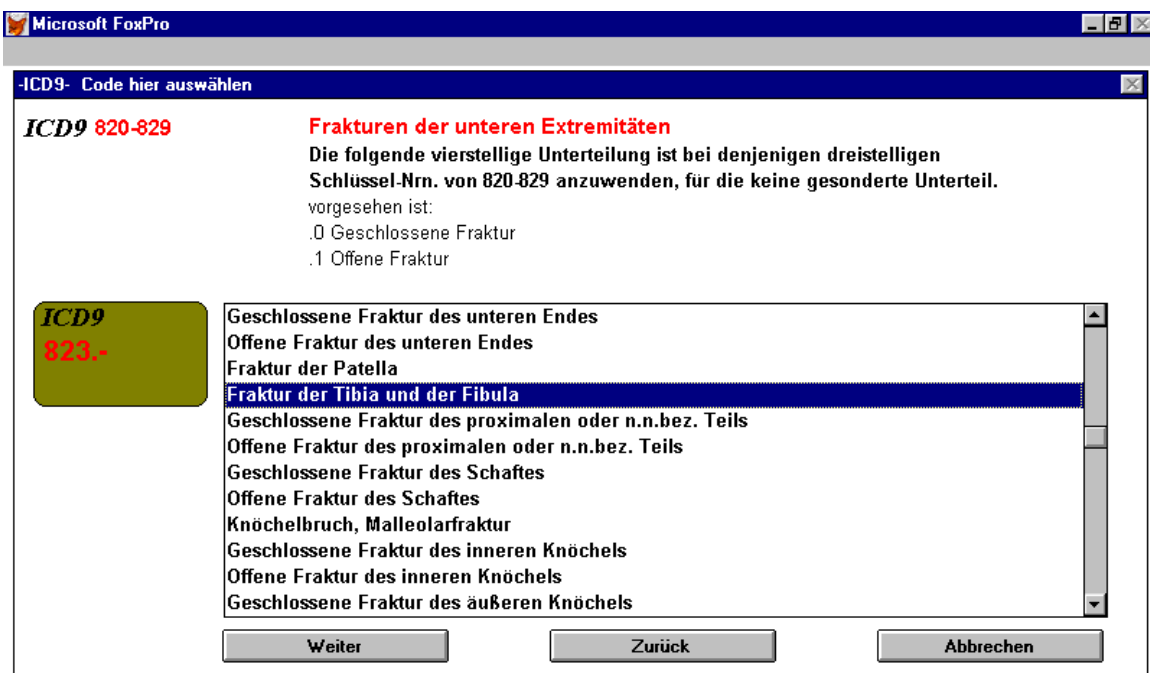 Microsoft FoxPro
-ICD9- Code hier auswählen
ICD9 820-829
Frakturen der unteren Extremitäten
Die folgende vierstellige Unterteilung ist bei denjenigen dreistelligen
Schlüssel-Nrn. von 820-829 anzuwenden, für die keine gesonderte Unterteil.
vorgesehen ist:
.0 Geschlossene Fraktur
.1 Offene Fraktur
ICD9
823.-
Geschlossene Fraktur des unteren Endes
Offene Fraktur des unteren Endes
Fraktur der Patella
Fraktur der Tibia und der Fibula
Geschlossene Fraktur des proximalen oder n.n.bez. Teils
Offene Fraktur des proximalen oder n.n.bez. Teils
Geschlossene Fraktur des Schaftes
Offene Fraktur des Schaftes
Knöchelbruch, Malleolarfraktur
Geschlossene Fraktur des inneren Knöchels
Offene Fraktur des inneren Knöchels
Geschlossene Fraktur des äußeren Knöchels
Weiter Zurück Abbrechen